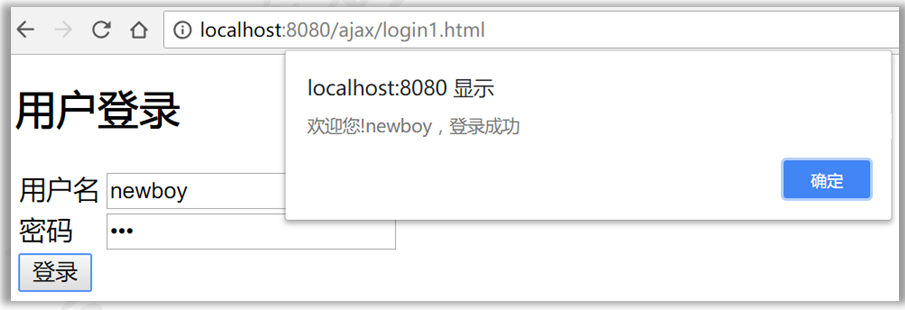 localhost:8080/ajax/login1.html
localhost:8080 显示
欢迎您!newboy，登录成功
确定
用户登录
用户名 newboy
密码 •••
登录